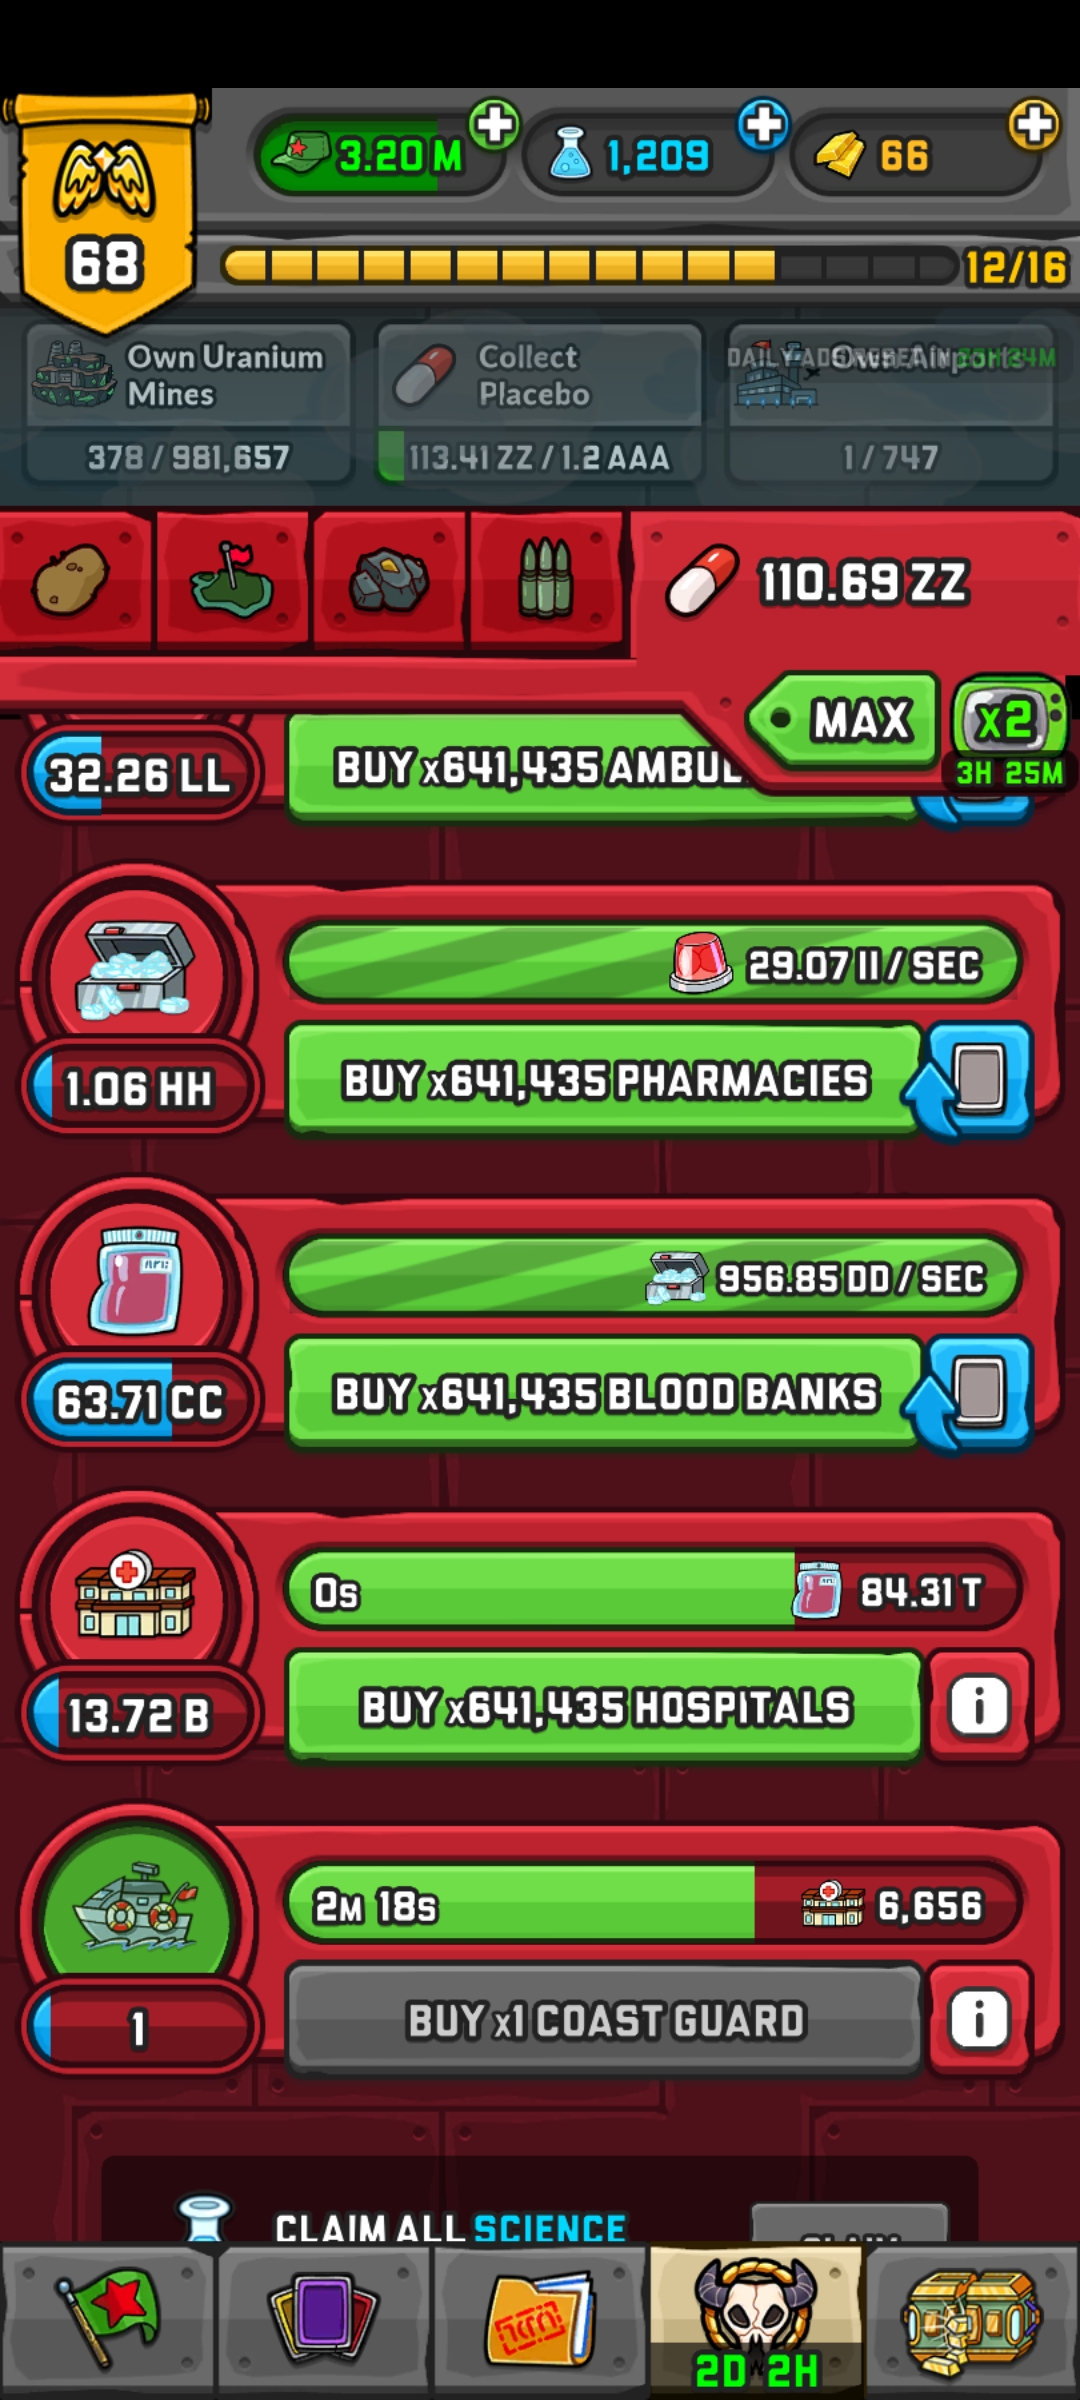 3.20 M
1,209
66
68
12/16
Own Uranium
Mines
378 / 981,657
Collect
Placebo
113.41 ZZ / 1.2 AAA
Own Airports
1 / 747
110.69 ZZ
MAX
x2
3H 25M
32.26 LL
BUY x641,435 AMBUL
29.07 II / SEC
1.06 HH
BUY x641,435 PHARMACIES
956.85 DD / SEC
63.71 CC
BUY x641,435 BLOOD BANKS
0s
84.31 T
13.72 B
BUY x641,435 HOSPITALS
i
2M 18s
6,656
1
BUY x1 COAST GUARD
i
CLAIM ALL SCIENCE
2D 2H